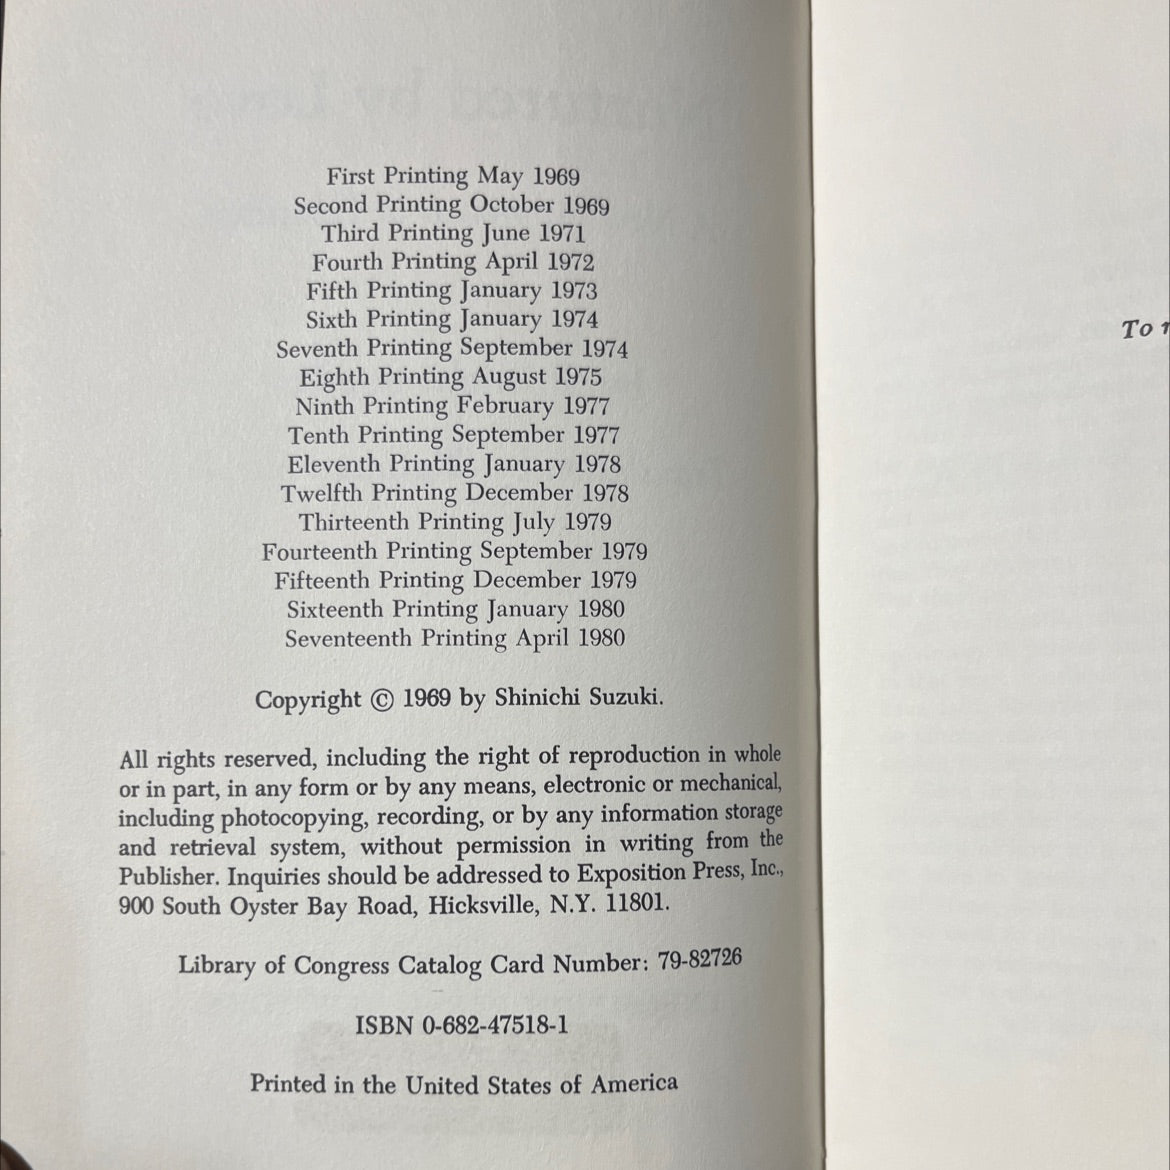 First Printing May 1969
Second Printing October 1969
Third Printing June 1971
Fourth Printing April 1972
Fifth Printing January 1973
Sixth Printing January 1974
Seventh Printing September 1974
Eighth Printing August 1975
Ninth Printing February 1977
Tenth Printing September 1977
Eleventh Printing January 1978
Twelfth Printing December 1978
Thirteenth Printing July 1979
Fourteenth Printing September 1979
Fifteenth Printing December 1979
Sixteenth Printing January 1980
Seventeenth Printing April 1980
Copyright © 1969 by Shinichi Suzuki.
All rights reserved, including the right of reproduction in whole
or in part, in any form or by any means, electronic or mechanical,
including photocopying, recording, or by any information storage
and retrieval system, without permission in writing from the
Publisher. Inquiries should be addressed to Exposition Press, Inc.,
900 South Oyster Bay Road, Hicksville, N.Y. 11801.
Library of Congress Catalog Card Number: 79-82726
ISBN 0-682-47518-1
Printed in the United States of America
To